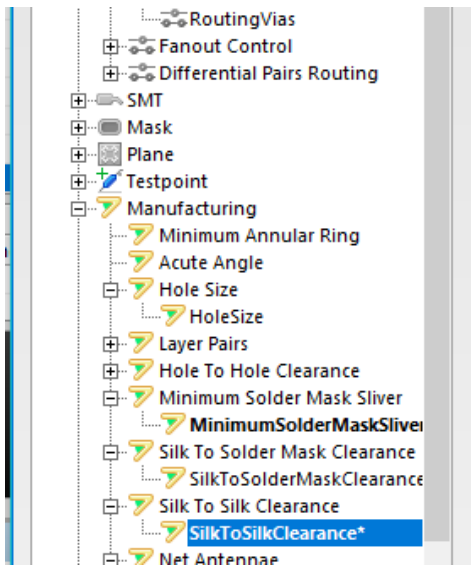 RoutingVias
Fanout Control
Differential Pairs Routing
SMT
Mask
Plane
Testpoint
Manufacturing
Minimum Annular Ring
Acute Angle
Hole Size
HoleSize
Layer Pairs
Hole To Hole Clearance
Minimum Solder Mask Sliver
MinimumSolderMaskSliver
Silk To Solder Mask Clearance
SilkToSolderMaskClearance
Silk To Silk Clearance
SilkToSilkClearance*
Net Antennae